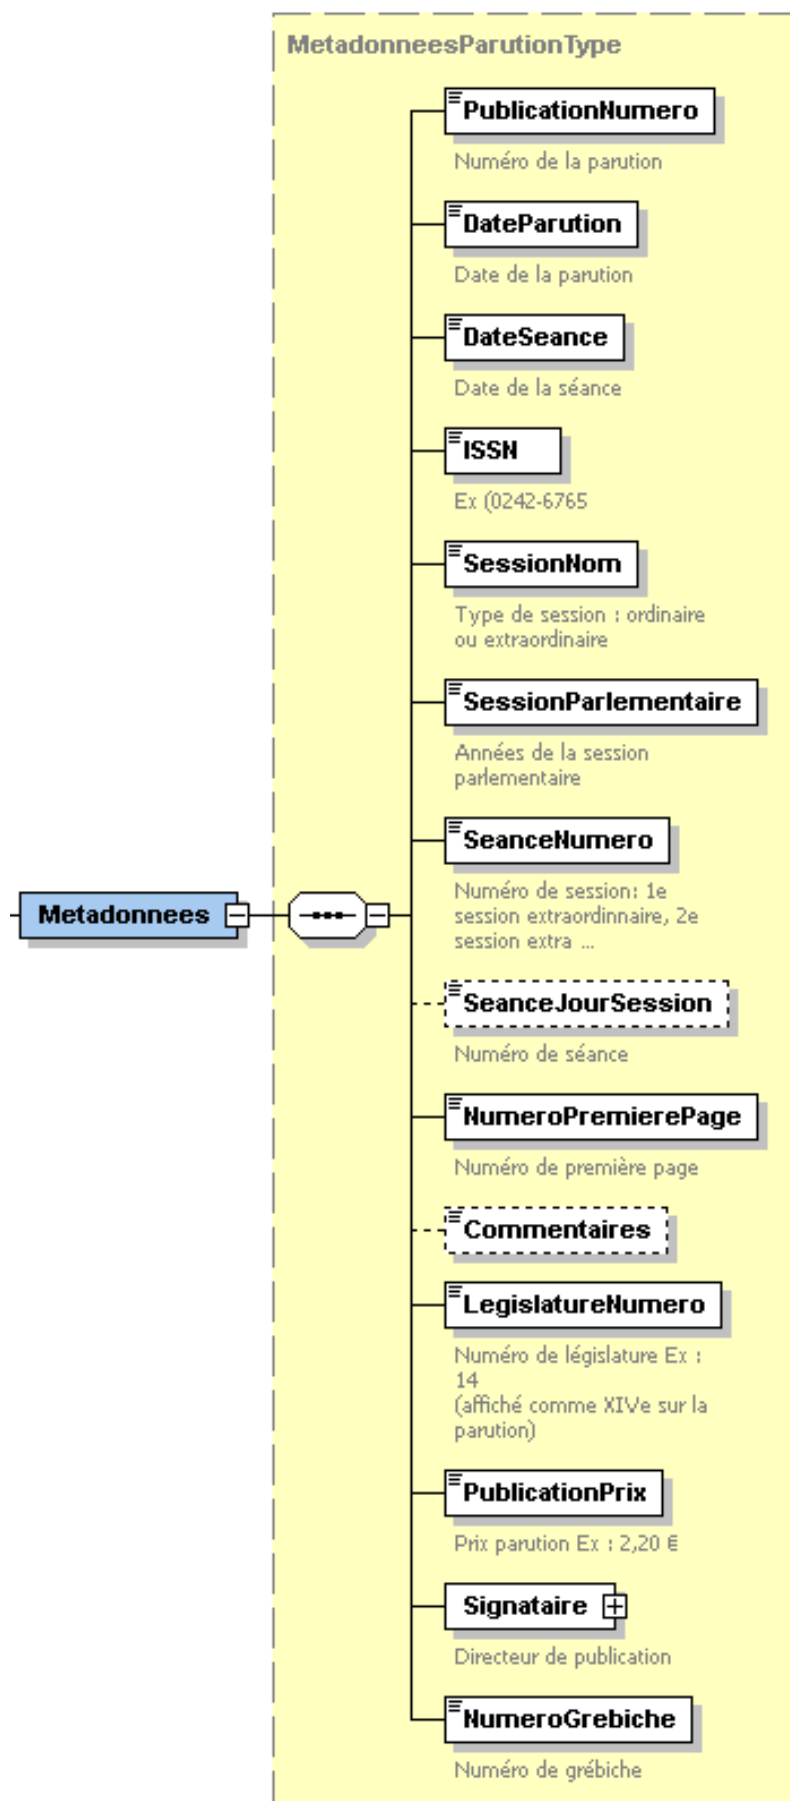 MetadonneesParutionType
PublicationNumero
Numéro de la parution
DateParution
Date de la parution
DateSeance
Date de la séance
ISSN
Ex (0242-6765
SessionNom
Type de session : ordinaire
ou extraordinaire
SessionParlementaire
Années de la session
parlementaire
SeanceNumero
Numéro de session: 1e
session extraordinnaire, 2e
session extra ...
Metadonnees
SeanceJourSession
Numéro de séance
NumeroPremierePage
Numéro de première page
Commentaires
LegislatureNumero
Numéro de législature Ex :
14
(affiché comme XIVe sur la
parution)
PublicationPrix
Prix parution Ex : 2,20 €
Signataire
Directeur de publication
NumeroGrebiche
Numéro de grébiche